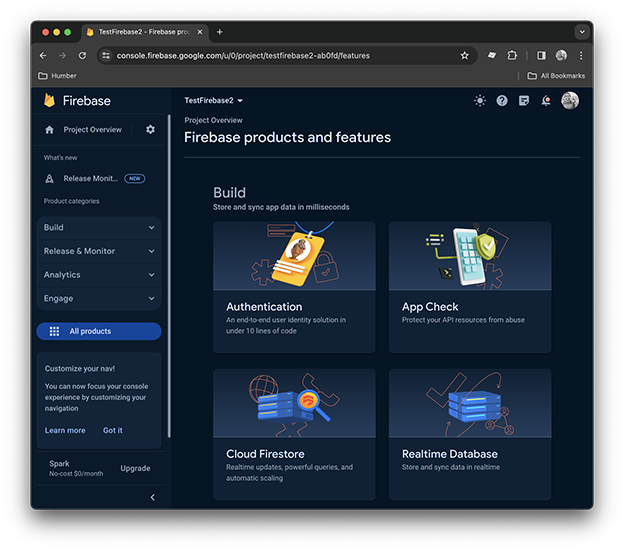 TestFirebase2 - Firebase pro
console.firebase.google.com/u/0/project/testfirebase2-ab0fd/features
Humber
All Bookmarks
Firebase
TestFirebase2
Project Overview
Project Overview
Firebase products and features
What's new
Release Monit... NEW
Product categories
Build
Release & Monitor
Analytics
Engage
All products
Customize your nav!
You can now focus your console
experience by customizing your
navigation
Learn more Got it
Spark
No-cost $0/month
Upgrade
Build
Store and sync app data in milliseconds
Authentication
An end-to-end user identity solution in
under 10 lines of code
App Check
Protect your API resources from abuse
Cloud Firestore
Realtime updates, powerful queries, and
automatic scaling
Realtime Database
Store and sync data in realtime